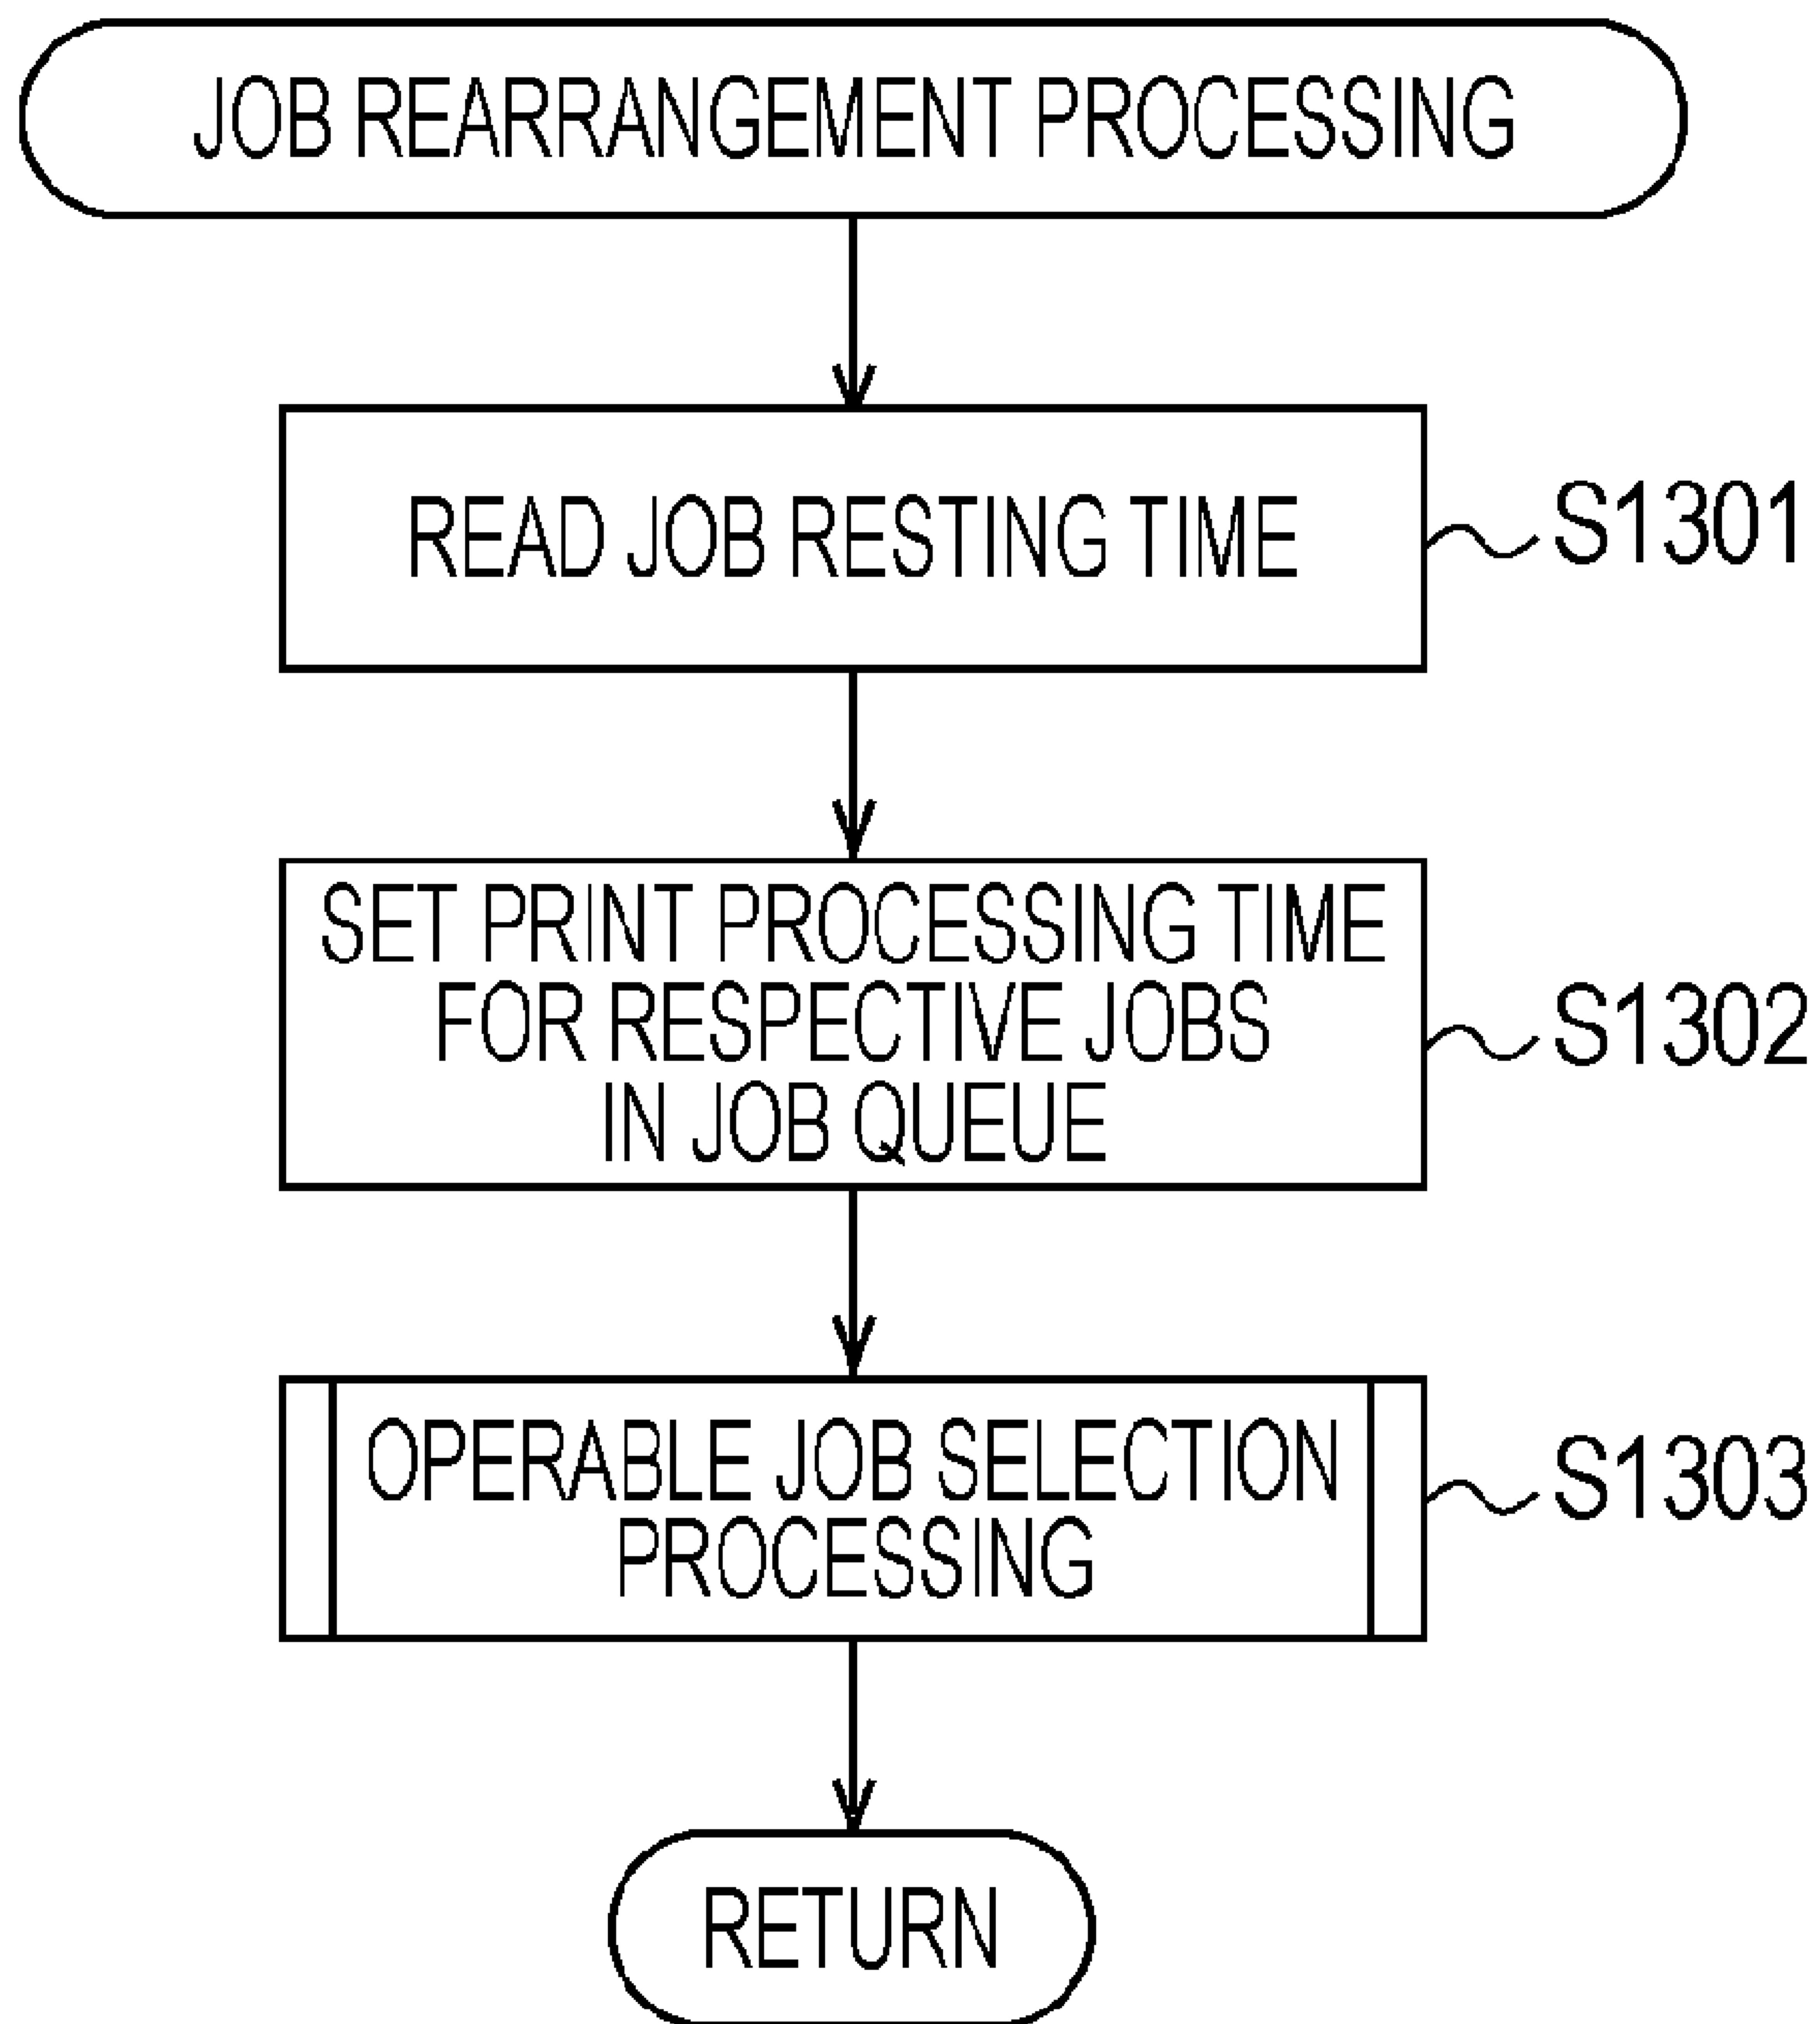 JOB REARRANGEMENT PROCESSING
READ JOB RESTING TIME
S1301
SET PRINT PROCESSING TIME
FOR RESPECTIVE JOBS
IN JOB QUEUE
S1302
OPERABLE JOB SELECTION
PROCESSING
S1303
RETURN